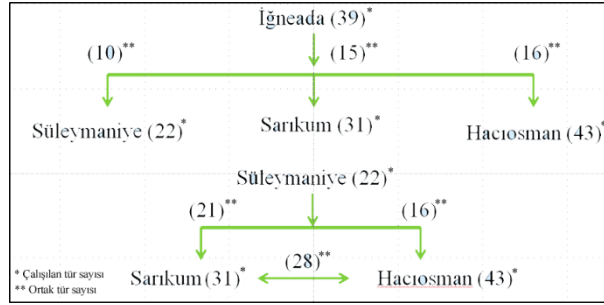 İğneada (39)*
(10)** (15)** (16)**
Süleymaniye (22)* Sarıkum (31)* Hacıosman (43)*
Süleymaniye (22)*
(21)** (16)**
(28)**
Sarıkum (31)* Hacıosman (43)*
* Çalışılan tür sayısı
** Ortak tür sayısı